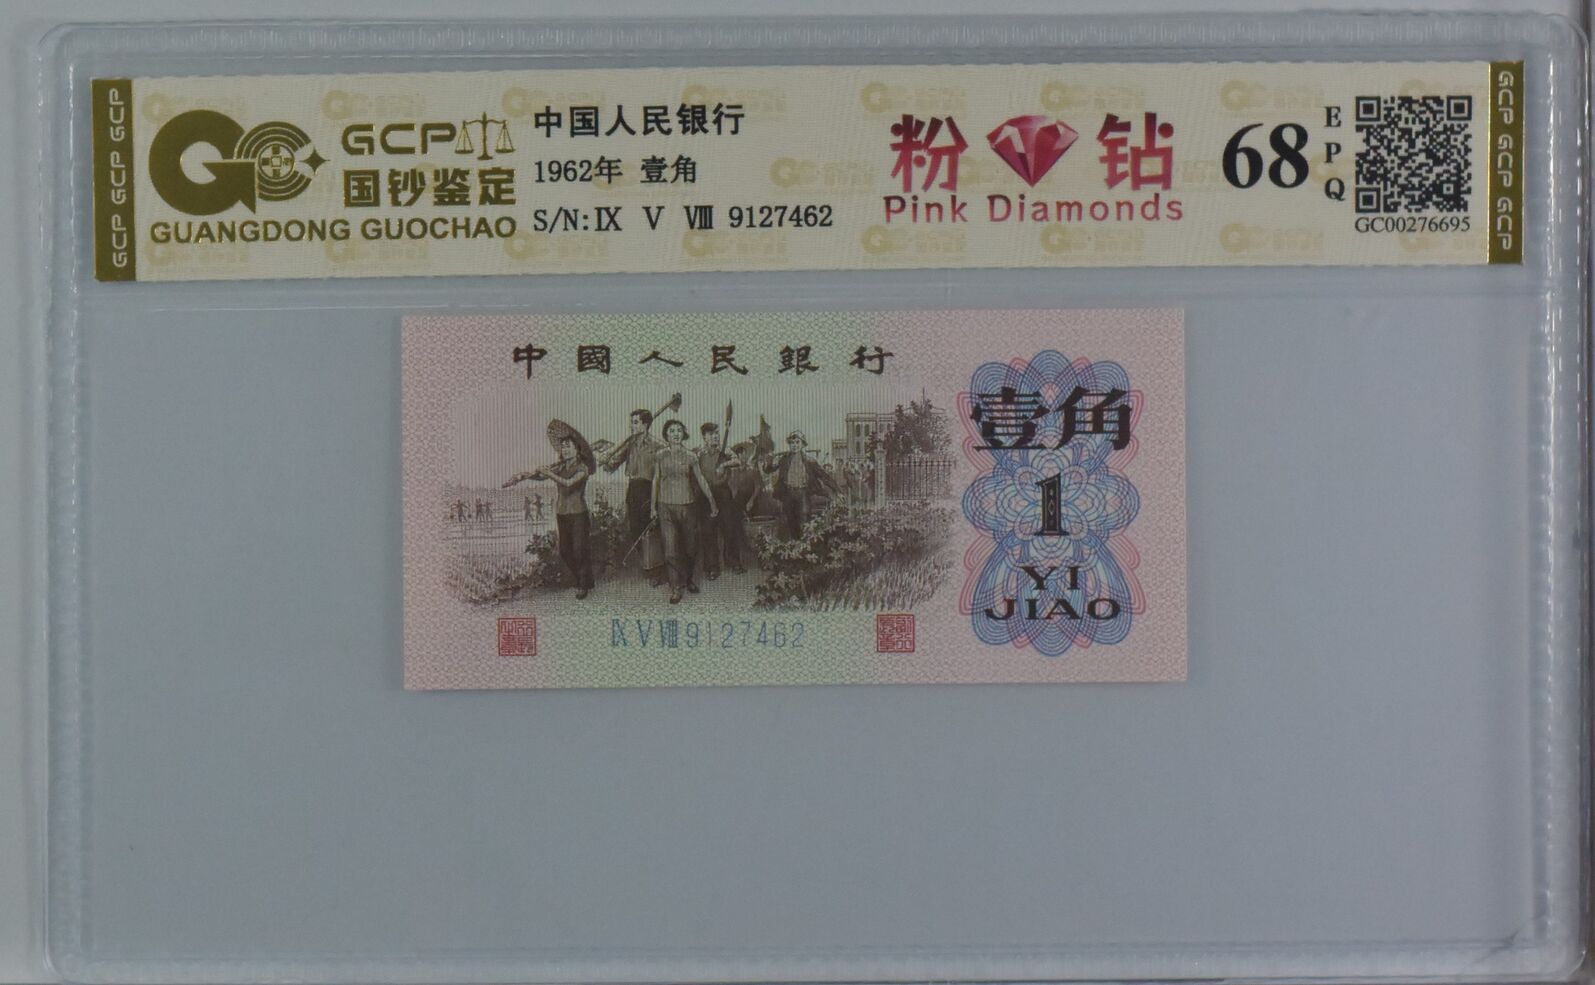 GCP GCP GCP
GCP
国钞鉴定
GUANGDONG GUOCHAO
中国人民银行
1962年 壹角
S/N:Ⅸ Ⅴ Ⅷ 9127462
粉 钻
Pink Diamonds
68
EPQ
GC00276695
GCP GCP GCP
中國人民銀行
壹角
1
YI
JIAO
ⅨⅤⅧ9127462